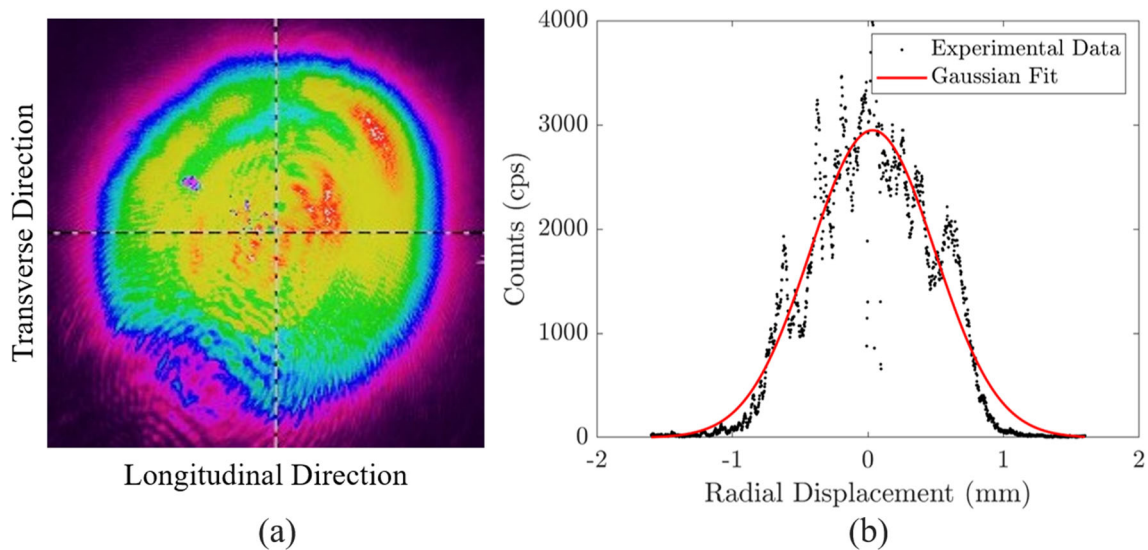 Transverse Direction
Longitudinal Direction
(a)
4000
3000
2000
1000
0
Counts (cps)
Experimental Data
Gaussian Fit
-2
-1
0
1
2
Radial Displacement (mm)
(b)